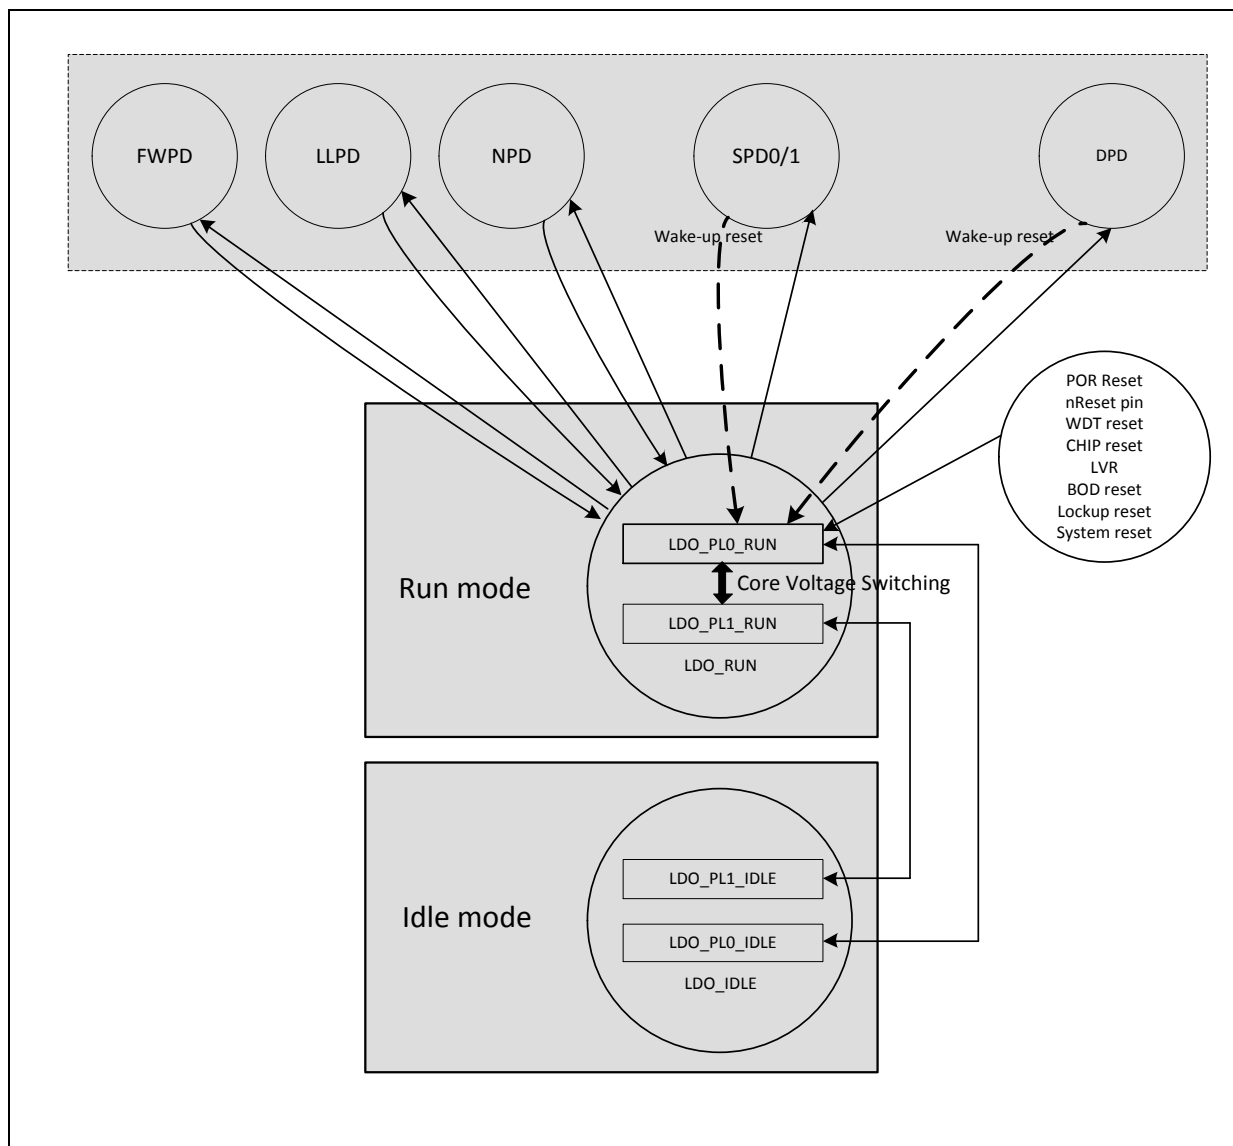 FWPD
LLPD
NPD
SPD0/1
DPD
Wake-up reset
Wake-up reset
POR Reset
nReset pin
WDT reset
CHIP reset
LVR
BOD reset
Lockup reset
System reset
Run mode
LDO_PL0_RUN
Core Voltage Switching
LDO_PL1_RUN
LDO_RUN
Idle mode
LDO_PL1_IDLE
LDO_PL0_IDLE
LDO_IDLE